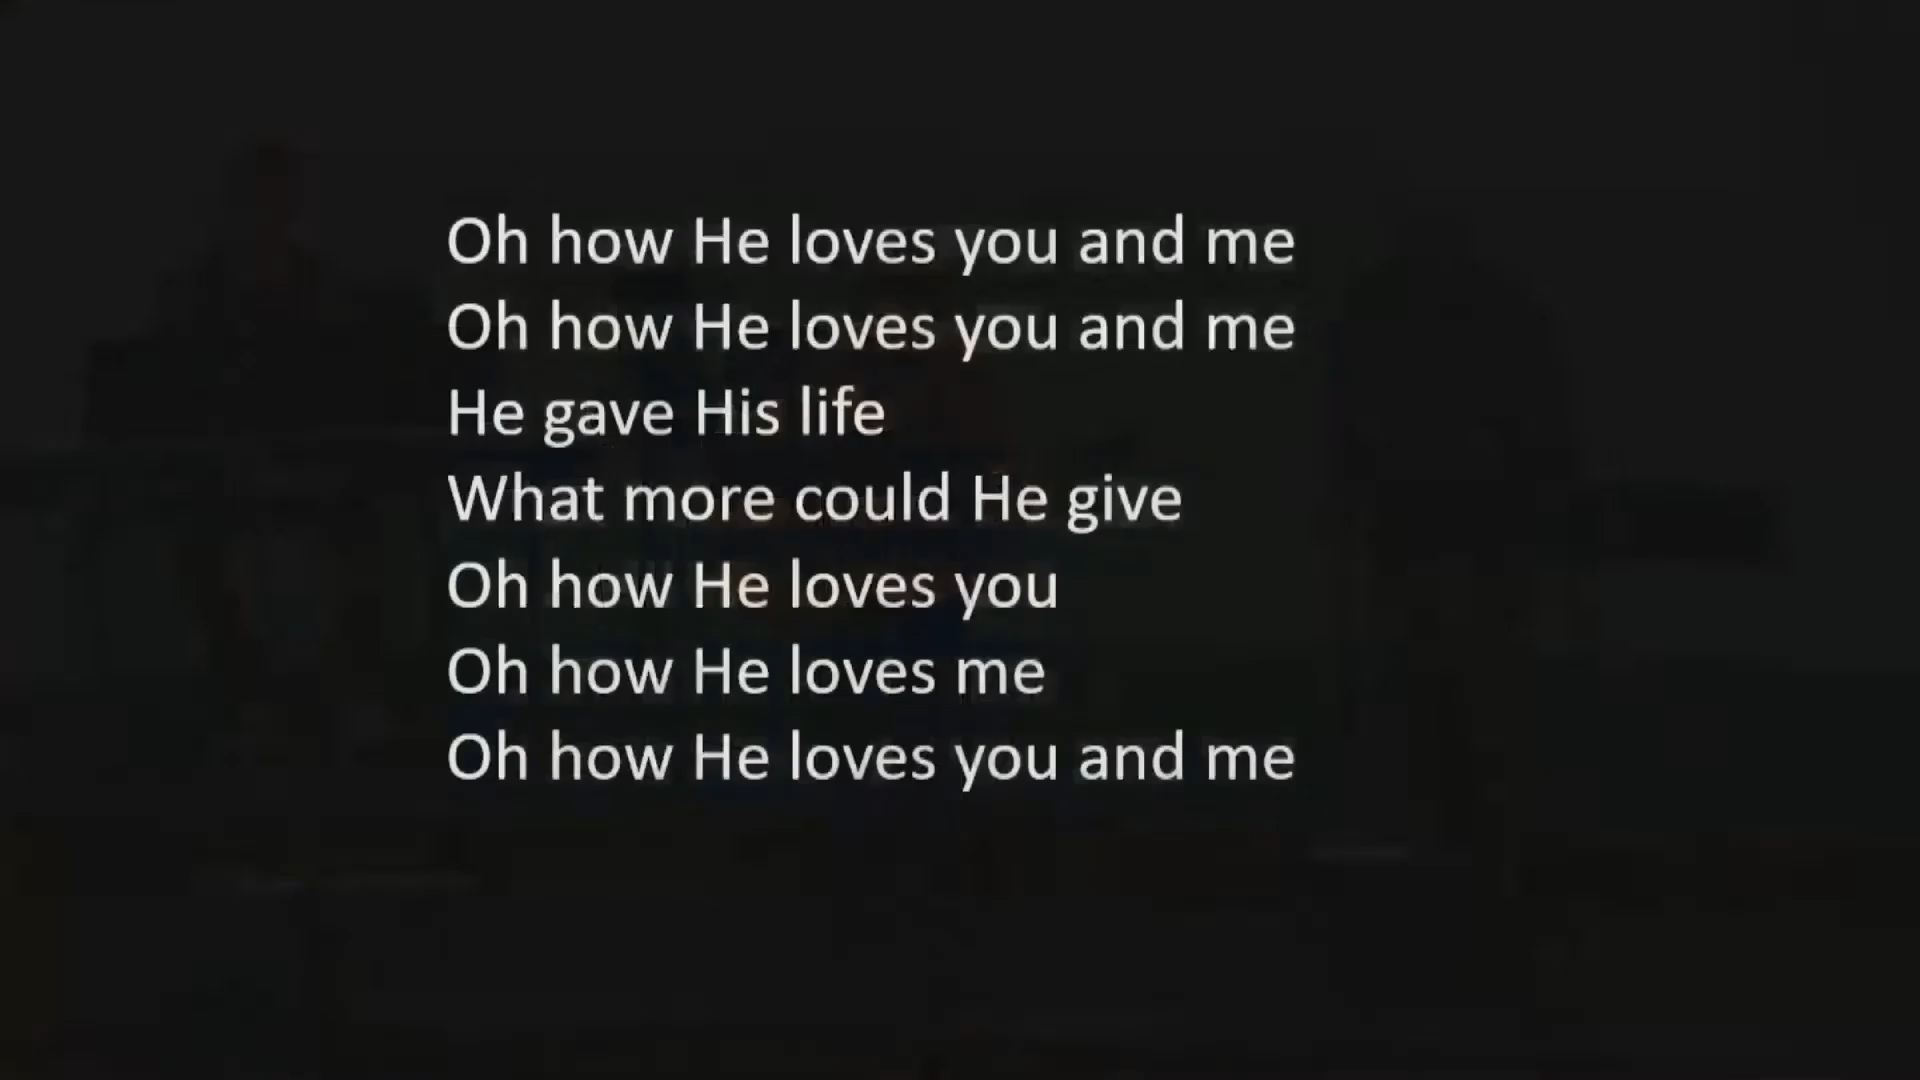 Oh how He loves you and me
Oh how He loves you and me
He gave His life
What more could He give
Oh how He loves you
Oh how He loves me
Oh how He loves you and me